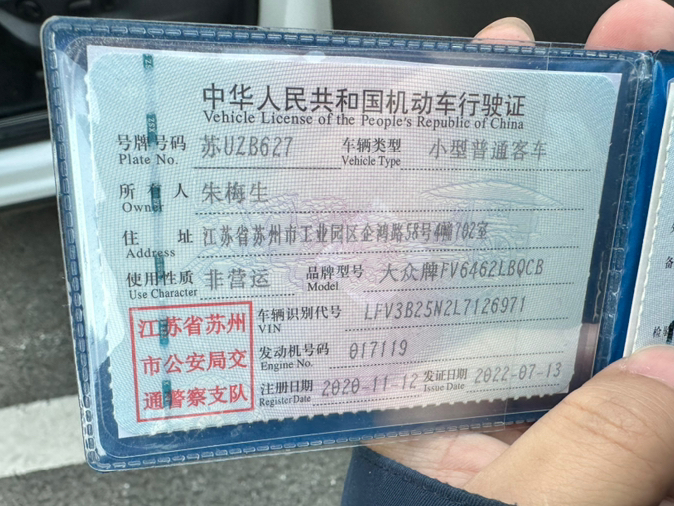 中华人民共和国机动车行驶证
Vehicle License of the People's Republic of China
号牌号码 苏UZB627 车辆类型 小型普通客车
Plate No. Vehicle Type
所有人 朱梅生
Owner
住址 江苏省苏州市工业园区企鸿路58号4幢702室
Address
使用性质 非营运 品牌型号 大众牌FV6462LBQCB
Use Character Model
车辆识别代号 LFV3B25N2L7126971
VIN
发动机号码 017119
Engine No.
注册日期 2020-11-12 发证日期 2022-07-13
Register Date Issue Date
江苏省苏州
市公安局交
通警察支队
备
检验